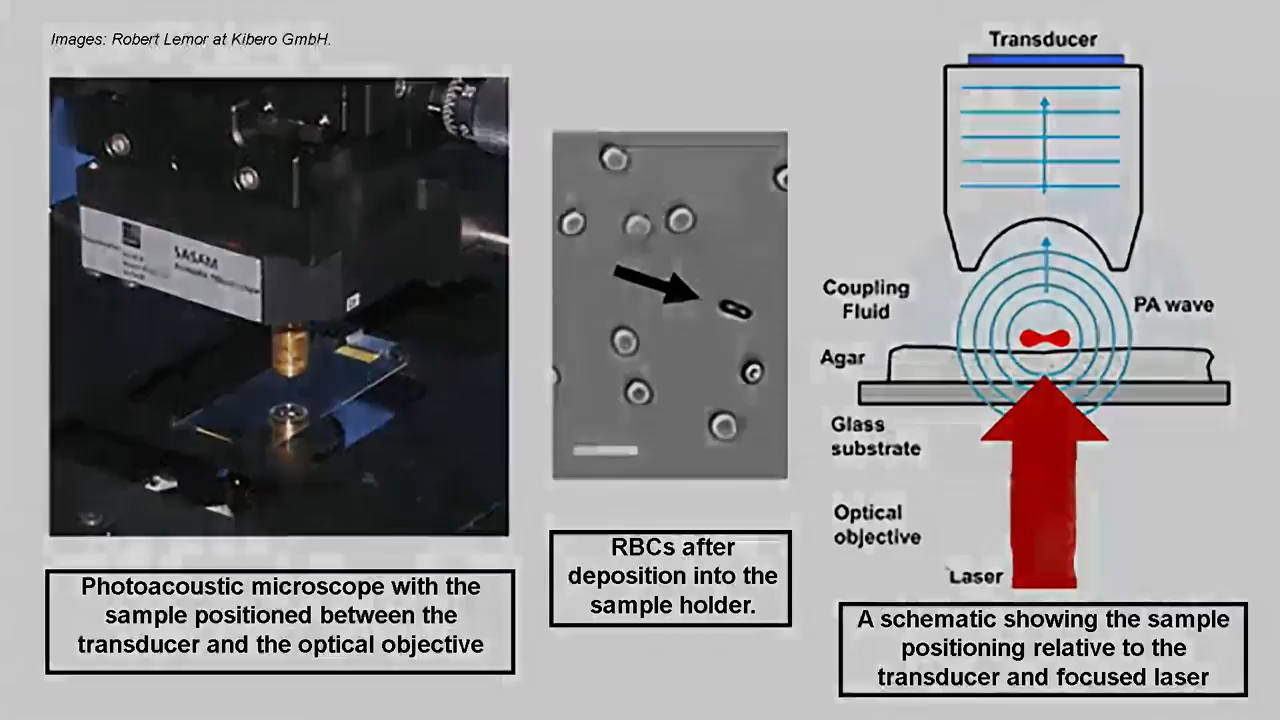 Images: Robert Lemor at Kibero GmbH.
SASAM
Photoacoustic microscope with the
sample positioned between the
transducer and the optical objective
RBCs after
deposition into the
sample holder.
Transducer
Coupling
Fluid
PA wave
Agar
Glass
substrate
Optical
objective
Laser
A schematic showing the sample
positioning relative to the
transducer and focused laser